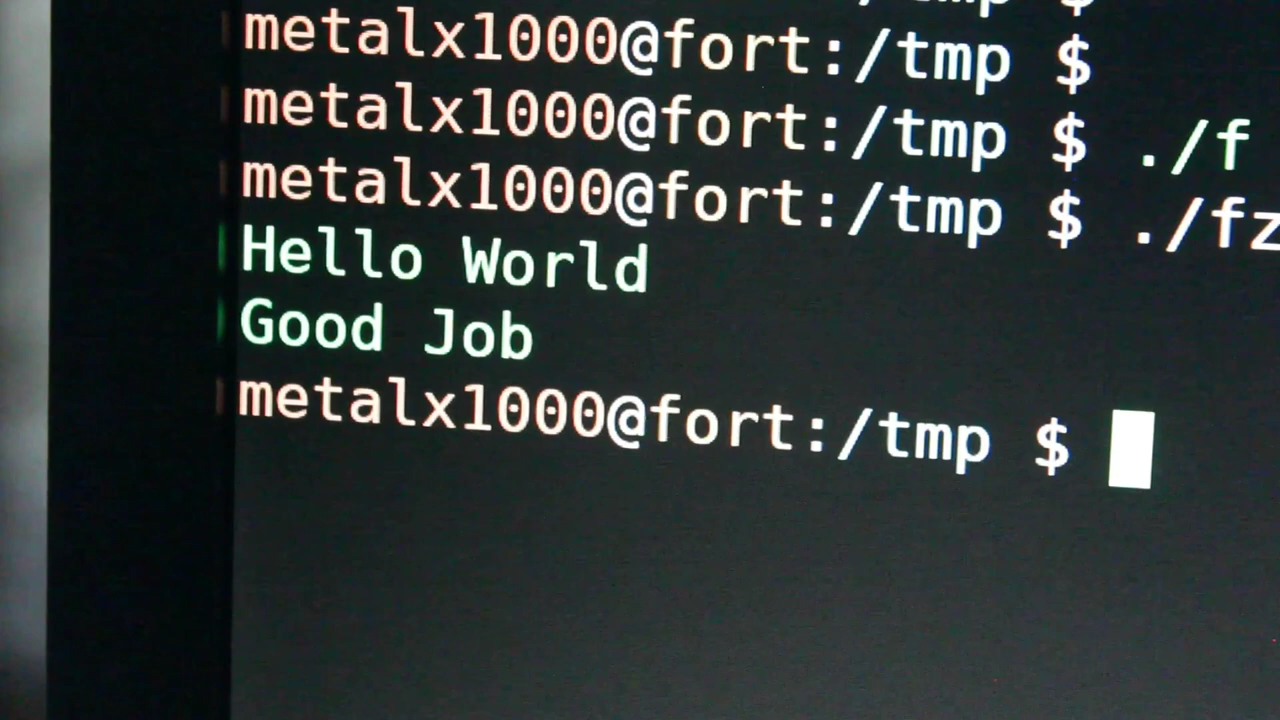 metalx1000@fort:/tmp $
metalx1000@fort:/tmp $ ./f
metalx1000@fort:/tmp $ ./fz
Hello World
Good Job
metalx1000@fort:/tmp $